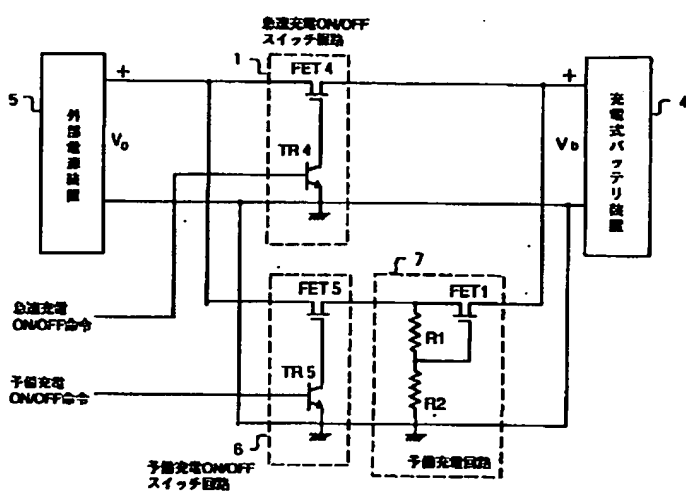 急速充電ON/OFF
スイッチ回路
1
FET 4
+
+
5
外部電源装置
Vo
TR 4
Vb
充電式バッテリ装置
4
7
FET 5
FET1
急速充電
ON/OFF命令
R1
TR 5
予備充電
ON/OFF命令
R2
6
予備充電回路
予備充電ON/OFF
スイッチ回路